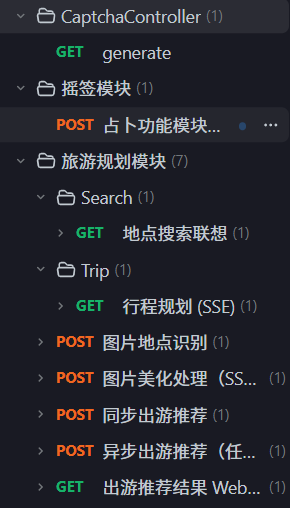 CaptchaController (1)
GET generate
摇签模块 (1)
POST 占卜功能模块...
旅游规划模块 (7)
Search (1)
GET 地点搜索联想 (1)
Trip (1)
GET 行程规划 (SSE) (1)
POST 图片地点识别 (1)
POST 图片美化处理（SS... (1)
POST 同步出游推荐 (1)
POST 异步出游推荐（任... (1)
GET 出游推荐结果 Web... (1)